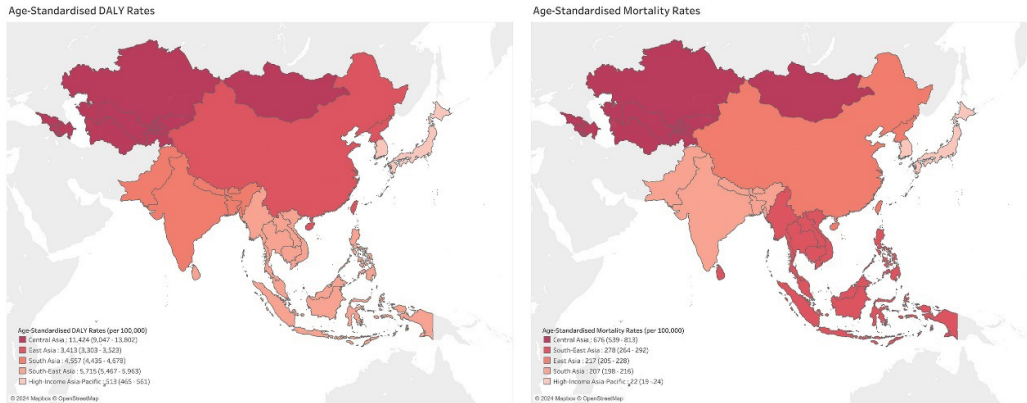 Age-Standardised DALY Rates
Age-Standardised DALY Rates (per 100,000)
Central Asia : 11,424 (9,047 - 13,802)
East Asia : 3,413 (3,303 - 3,523)
South Asia : 4,557 (4,435 - 4,678)
South-East Asia : 5,715 (5,467 - 5,963)
High-Income Asia-Pacific : 513 (465 - 561)
© 2024 Mapbox © OpenStreetMap
Age-Standardised Mortality Rates
Age-Standardised Mortality Rates (per 100,000)
Central Asia : 676 (539 - 813)
South-East Asia : 278 (264 - 292)
East Asia : 217 (205 - 228)
South Asia : 207 (198 - 216)
High-Income Asia-Pacific : 22 (19 - 24)
© 2024 Mapbox © OpenStreetMap